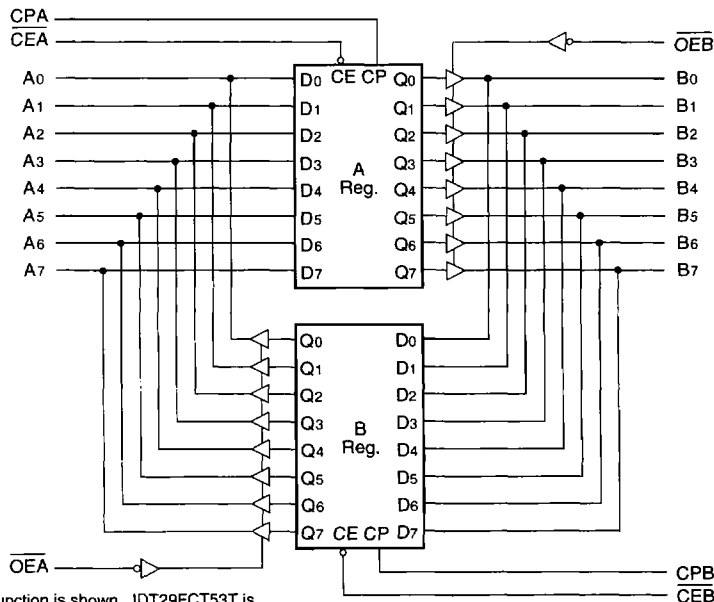 CPA
CEA
A0
A1
A2
A3
A4
A5
A6
A7
D0
D1
D2
D3
D4
D5
D6
D7
CE CP
A
Reg.
Q0
Q1
Q2
Q3
Q4
Q5
Q6
Q7
OEB
B0
B1
B2
B3
B4
B5
B6
B7
Q0
Q1
Q2
Q3
Q4
Q5
Q6
Q7
B
Reg.
CE CP
D0
D1
D2
D3
D4
D5
D6
D7
OEA
CPB
CEB
unction is shown. IDT29FCT53T is